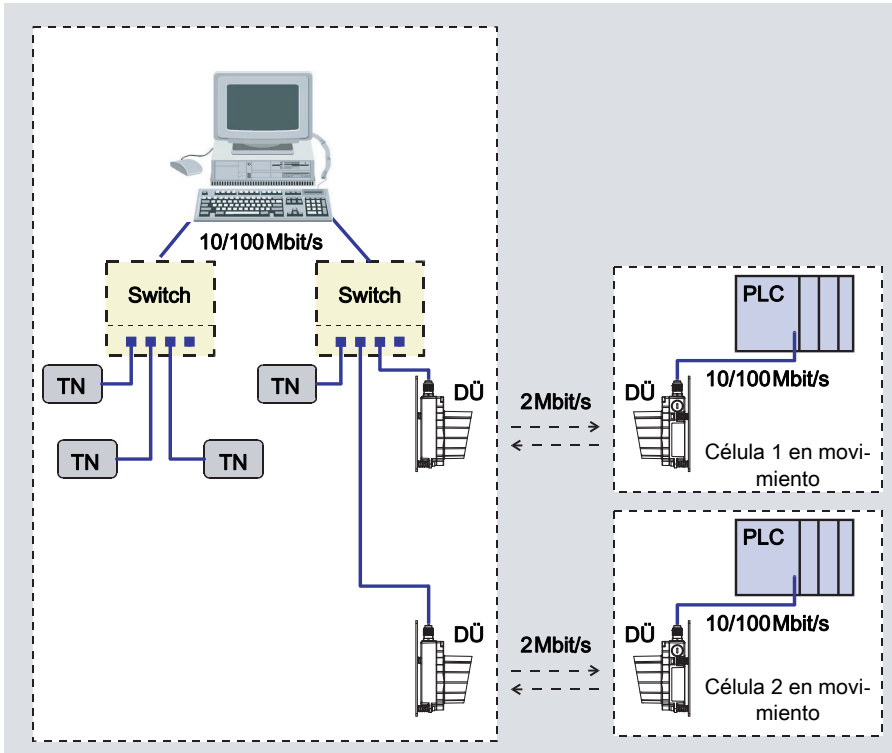 10/100Mbit/s
Switch
Switch
PLC
TN
TN
DÜ
2Mbit/s
DÜ
10/100Mbit/s
TN
TN
Célula 1 en movi-
miento
PLC
DÜ
2Mbit/s
DÜ
10/100Mbit/s
Célula 2 en movi-
miento